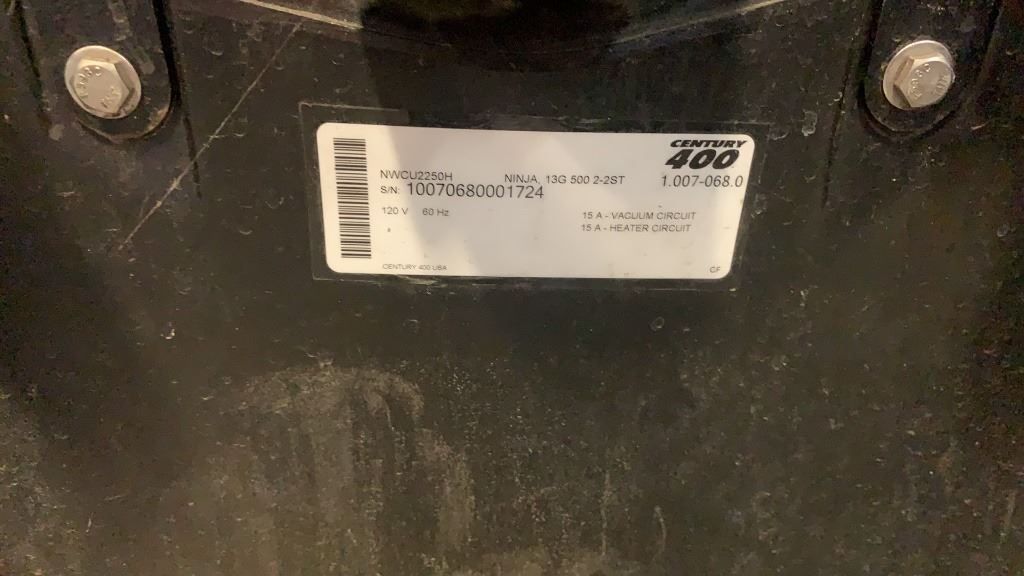 CENTURY
400
NWCU2250H NINJA, 13G 500 2-2ST 1.007-068.0
S/N: 10070680001724
120 V 60 Hz 15 A - VACUUM CIRCUIT
15 A - HEATER CIRCUIT
CENTURY 400 USA CF